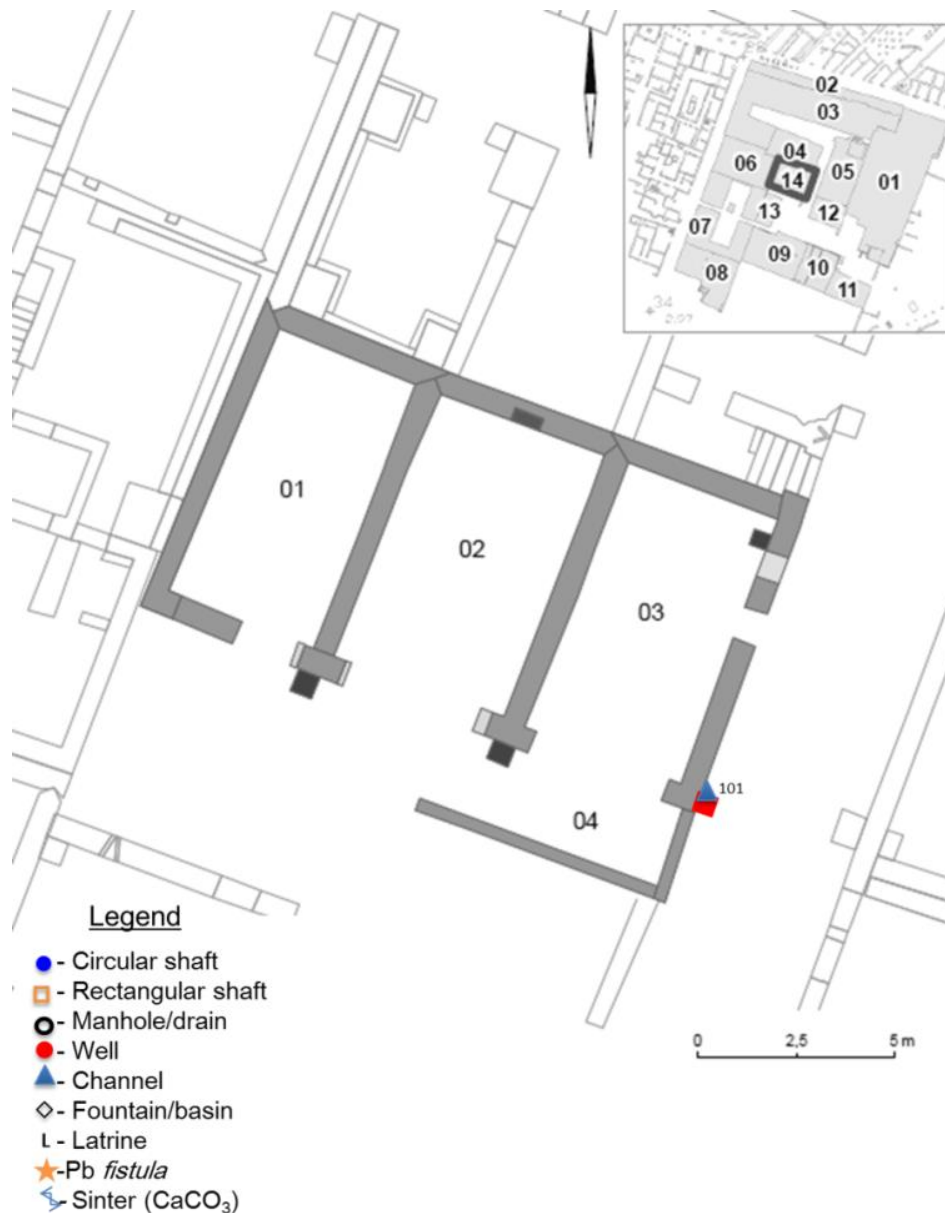 02
03
04
06
05
01
14
13
12
07
09
10
08
11
34
01
02
03
101
04
Legend
- Circular shaft
- Rectangular shaft
- Manhole/drain
- Well
- Channel
- Fountain/basin
L - Latrine
-Pb fistula
- Sinter (CaCO₃)
0 2,5 5 m